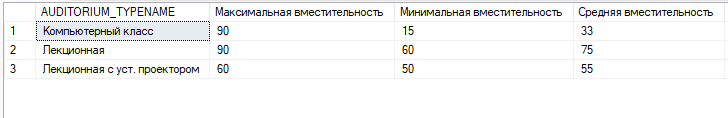 AUDITORIUM_TYPENAME Максимальная вместительность Минимальная вместительность Средняя вместительность
1 Компьютерный класс 90 15 33
2 Лекционная 90 60 75
3 Лекционная с уст. проектором 60 50 55